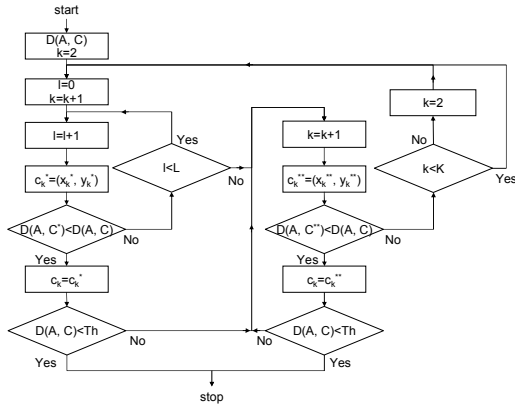 start
D(A, C)
k=2
l=0
k=k+1
l=l+1
c_k^*=(x_k^*, y_k^*)
D(A, C^*)<D(A, C)
Yes
No
c_k=c_k^*
D(A, C)<Th
Yes
No
l<L
Yes
No
k=k+1
c_k^**=(x_k^**, y_k^**)
D(A, C^**)<D(A, C)
Yes
No
c_k=c_k^**
D(A, C)<Th
No
Yes
k=2
No
k<K
Yes
stop